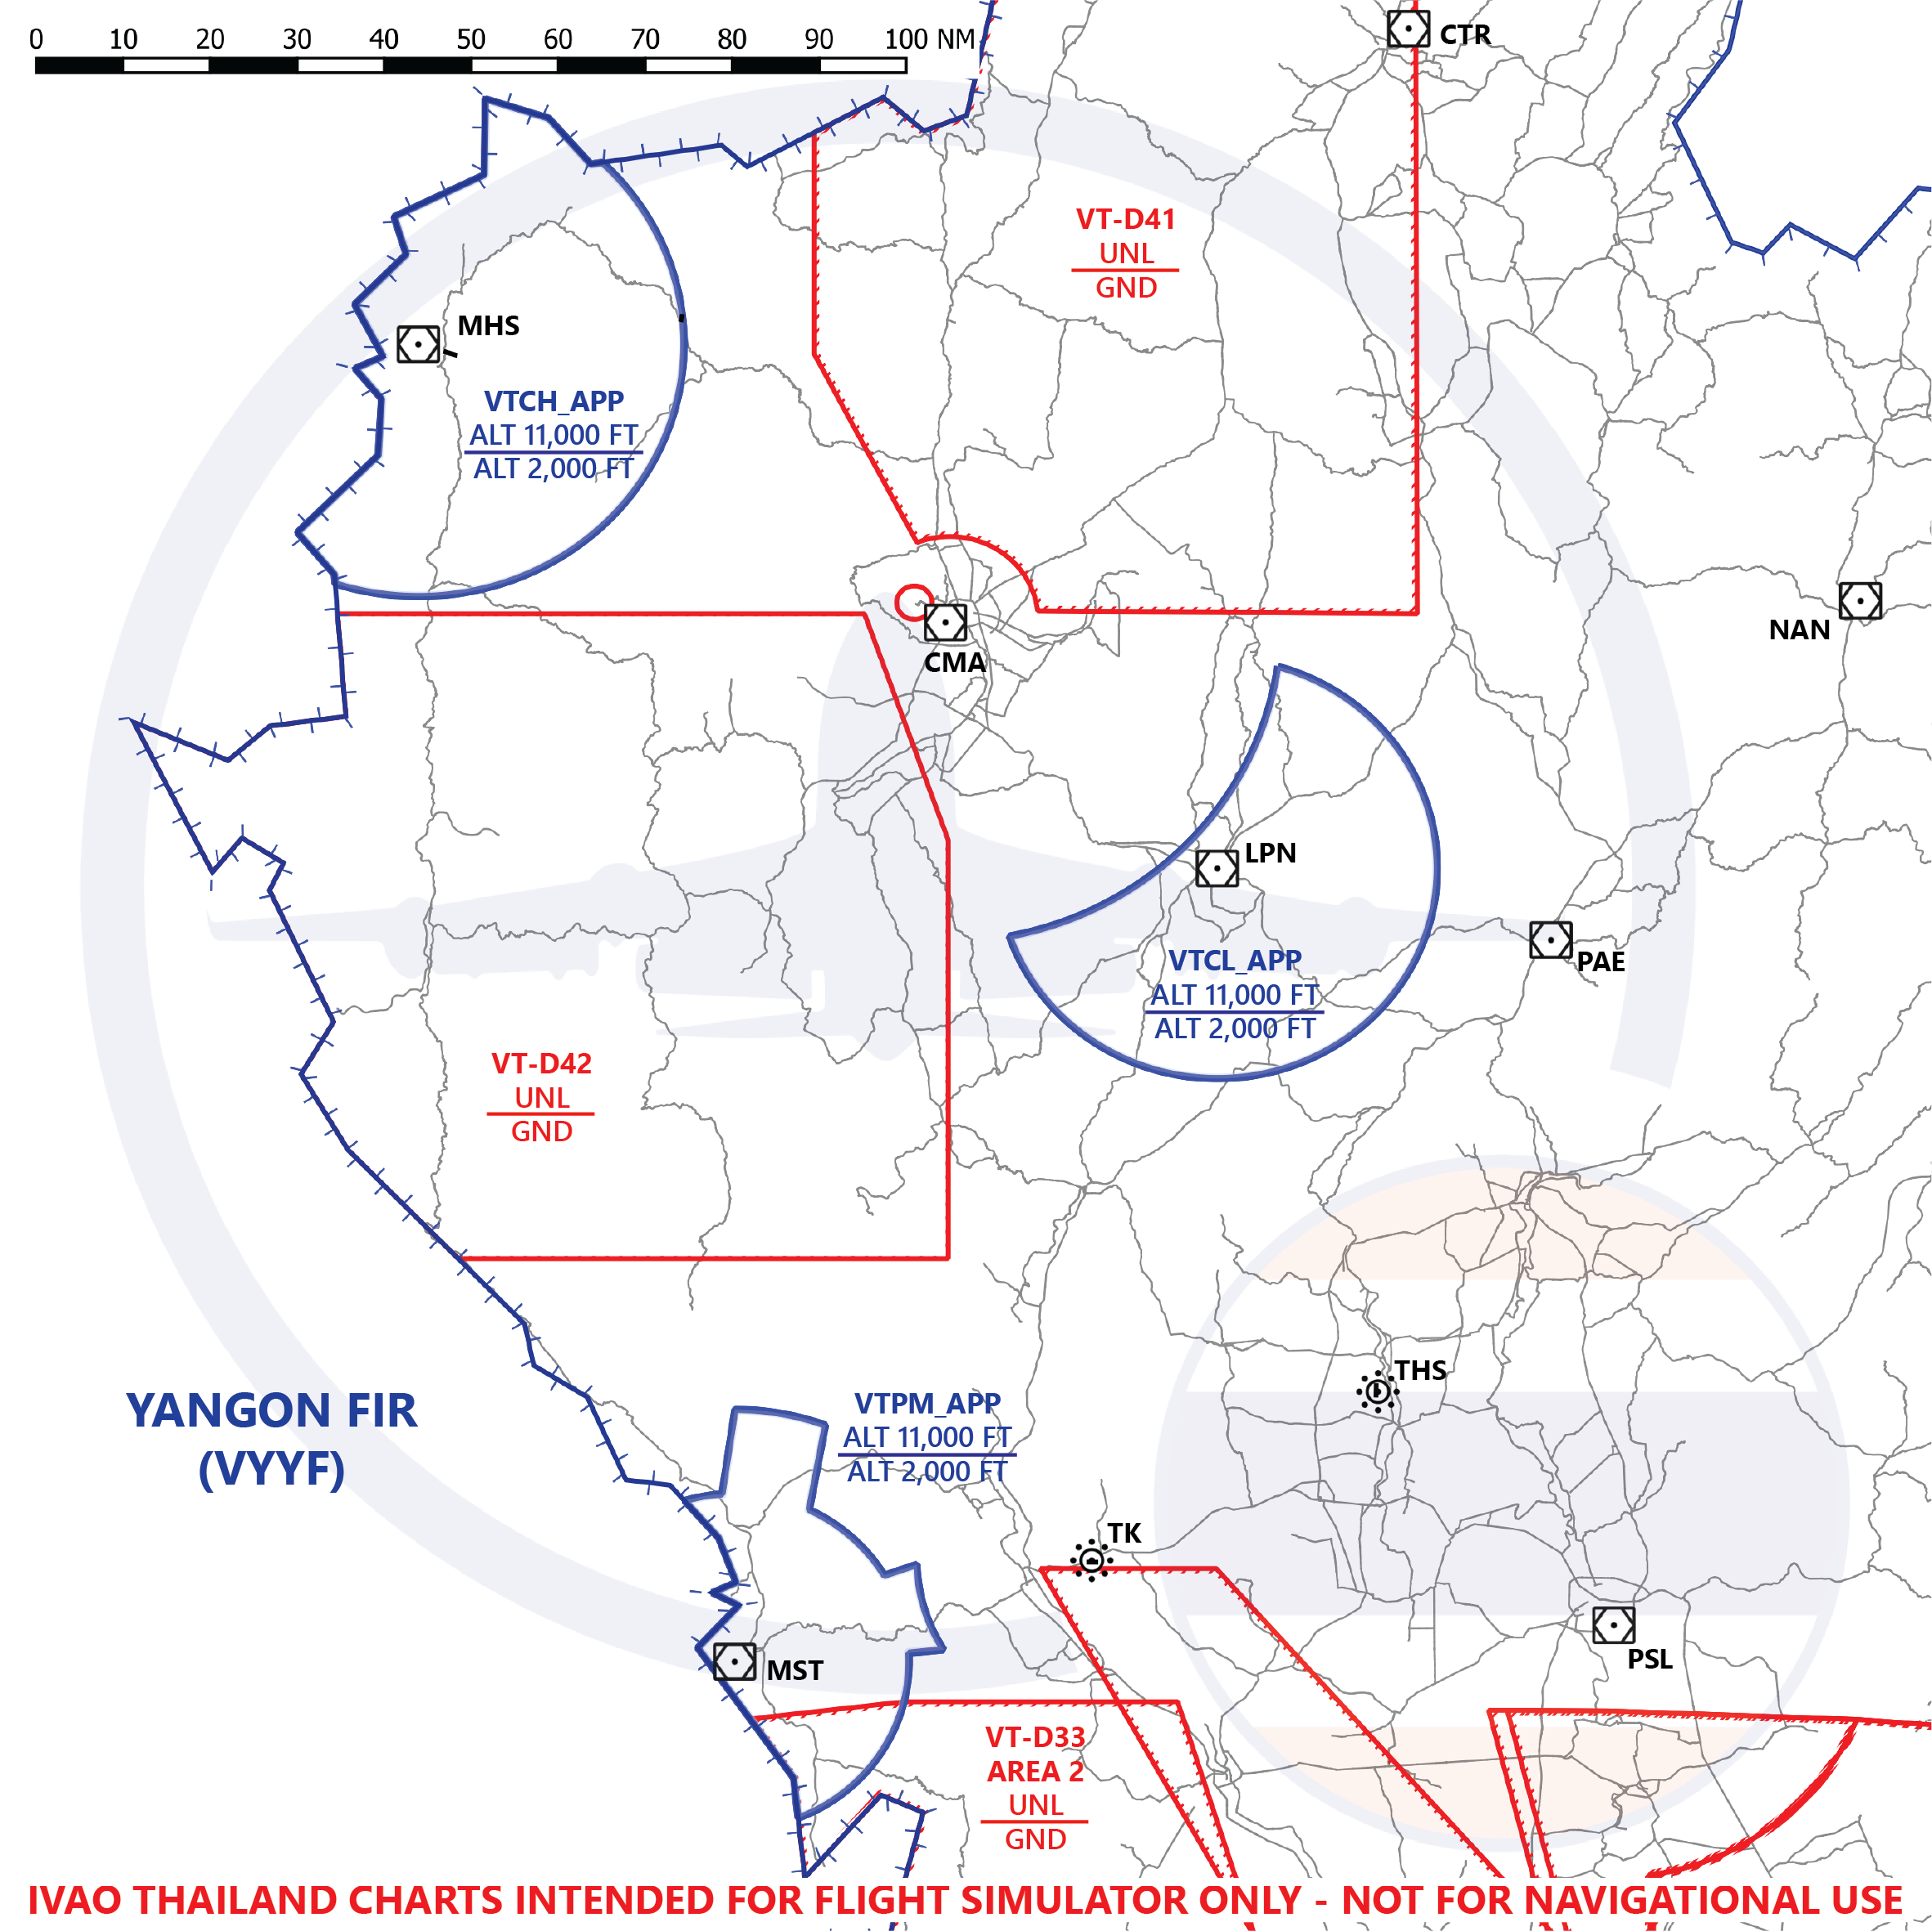 0 10 20 30 40 50 60 70 80 90 100 NM
CTR
VT-D41
UNL
GND
MHS
VTCH_APP
ALT 11,000 FT
ALT 2,000 FT
NAN
CMA
LPN
VTCL_APP
ALT 11,000 FT
ALT 2,000 FT
PAE
VT-D42
UNL
GND
THS
YANGON FIR
(VYYF)
VTPM_APP
ALT 11,000 FT
ALT 2,000 FT
TK
MST
PSL
VT-D33
AREA 2
UNL
GND
IVAO THAILAND CHARTS INTENDED FOR FLIGHT SIMULATOR ONLY - NOT FOR NAVIGATIONAL USE